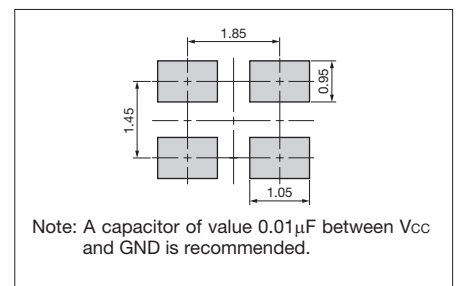 1.85
0.95
1.45
1.05
Note: A capacitor of value 0.01μF between Vcc
and GND is recommended.